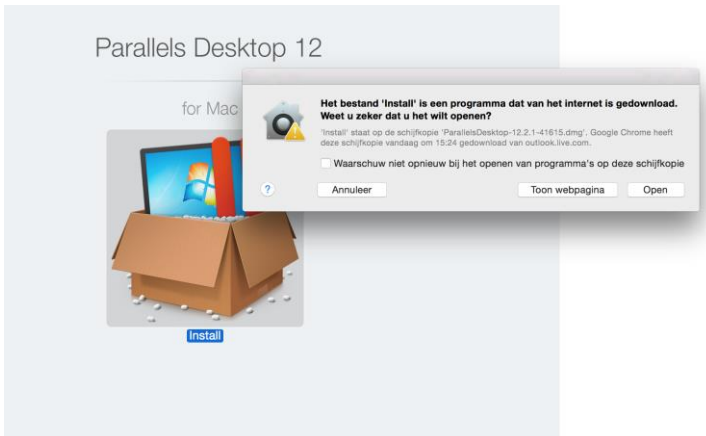 Parallels Desktop 12
for Mac
Het bestand 'Install' is een programma dat van het internet is gedownload.
Weet u zeker dat u het wilt openen?
'Install' staat op de schijfkopie 'ParallelsDesktop-12.2.1-41615.dmg'. Google Chrome heeft
deze schijfkopie vandaag om 15:24 gedownload van outlook.live.com.
Waarschuw niet opnieuw bij het openen van programma's op deze schijfkopie
? Annuleer Toon webpagina Open
Install